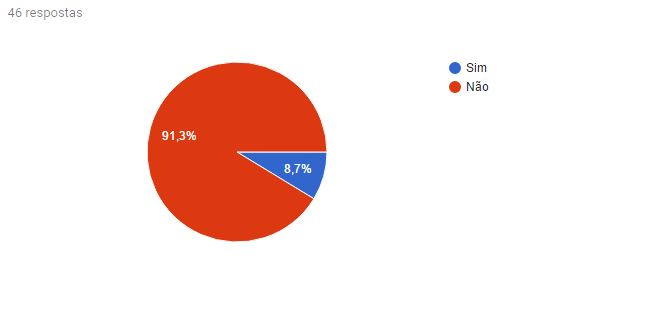 46 respostas
Sim
Não
91,3%
8,7%